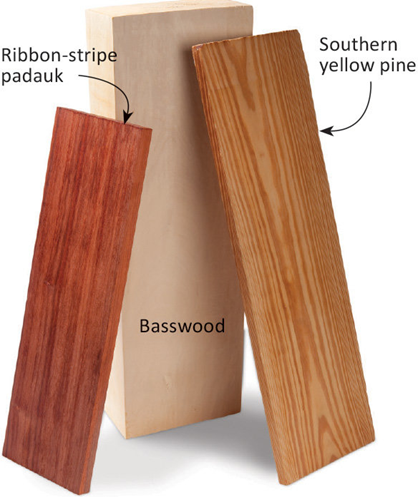 Ribbon-stripe
padauk
Southern
yellow pine
Basswood